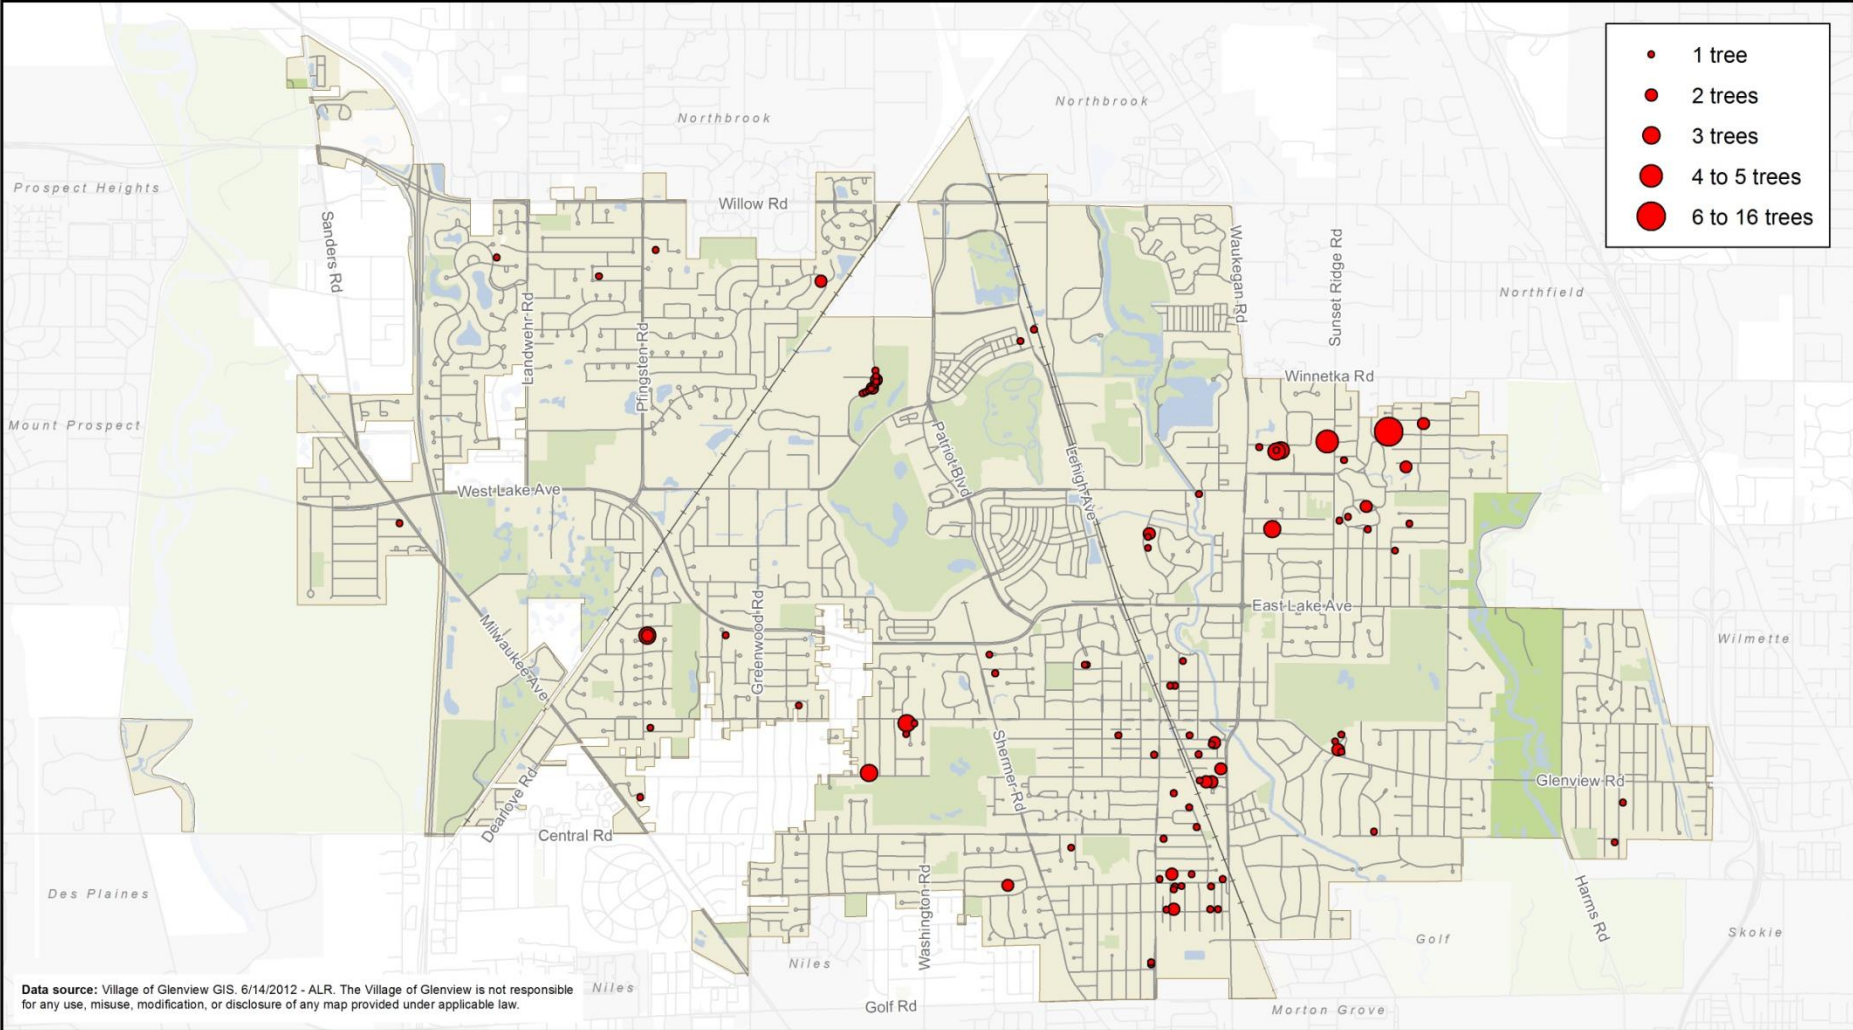 1 tree
2 trees
3 trees
4 to 5 trees
6 to 16 trees
Northbrook
Northbrook
Prospect Heights
Willow Rd
Sanders Rd
Waukegan Rd
Sunset Ridge Rd
Northfield
Landwehr Rd
Pfingsten Rd
Winnetka Rd
Mount Prospect
Patriot Blvd
Lehigh Ave
West Lake Ave
East Lake Ave
Greenwood Rd
Milwaukee Ave
Wilmette
Shermer Rd
Glenview Rd
Dearlove Rd
Central Rd
Des Plaines
Washington Rd
Harms Rd
Golf
Skokie
Niles
Niles
Golf Rd
Morton Grove
Data source: Village of Glenview GIS. 6/14/2012 - ALR. The Village of Glenview is not responsible
for any use, misuse, modification, or disclosure of any map provided under applicable law.